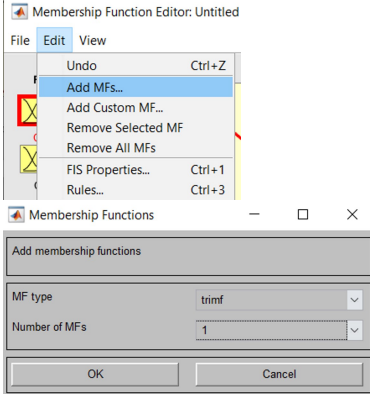 Membership Function Editor: Untitled
File Edit View
Undo Ctrl+Z
Add MFs...
Add Custom MF...
Remove Selected MF
Remove All MFs
FIS Properties... Ctrl+1
Rules... Ctrl+3
Membership Functions
Add membership functions
MF type trimf
Number of MFs 1
OK Cancel